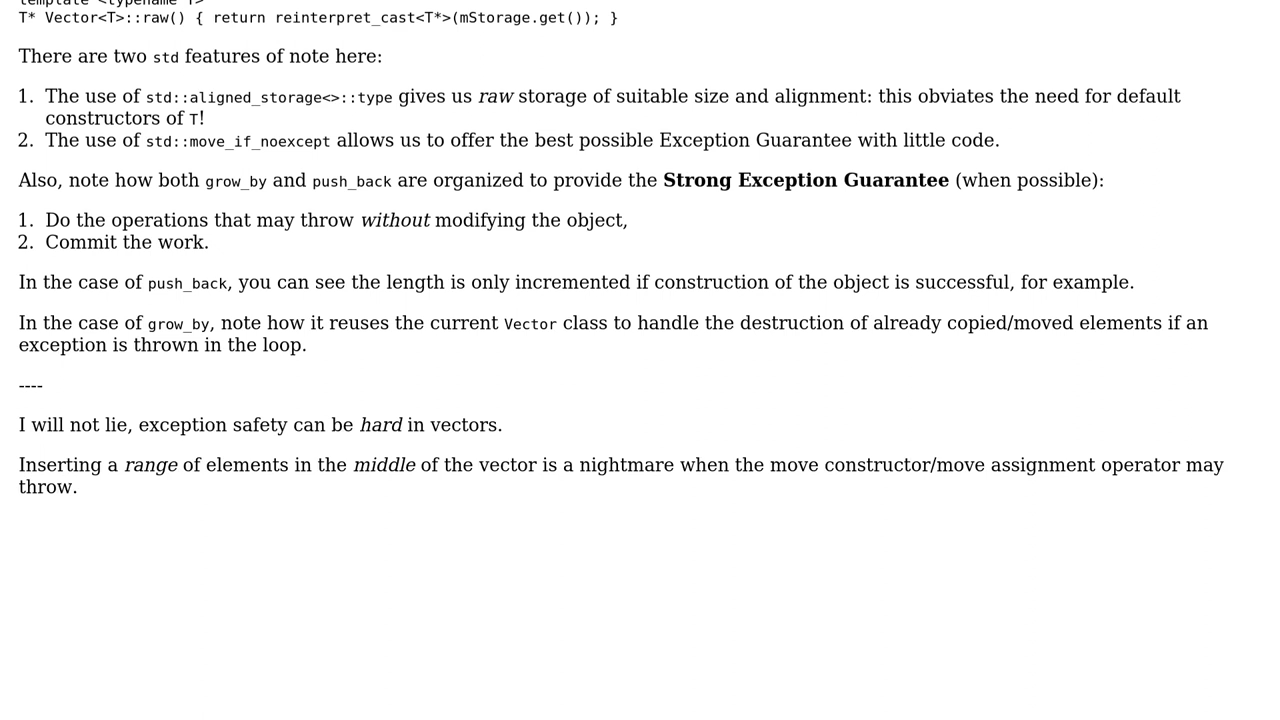 template <typename T>
T* Vector<T>::raw() { return reinterpret_cast<T*>(mStorage.get()); }
There are two std features of note here:
1. The use of std::aligned_storage<>::type gives us raw storage of suitable size and alignment: this obviates the need for default
constructors of T!
2. The use of std::move_if_noexcept allows us to offer the best possible Exception Guarantee with little code.
Also, note how both grow_by and push_back are organized to provide the Strong Exception Guarantee (when possible):
1. Do the operations that may throw without modifying the object,
2. Commit the work.
In the case of push_back, you can see the length is only incremented if construction of the object is successful, for example.
In the case of grow_by, note how it reuses the current Vector class to handle the destruction of already copied/moved elements if an
exception is thrown in the loop.
----
I will not lie, exception safety can be hard in vectors.
Inserting a range of elements in the middle of the vector is a nightmare when the move constructor/move assignment operator may
throw.